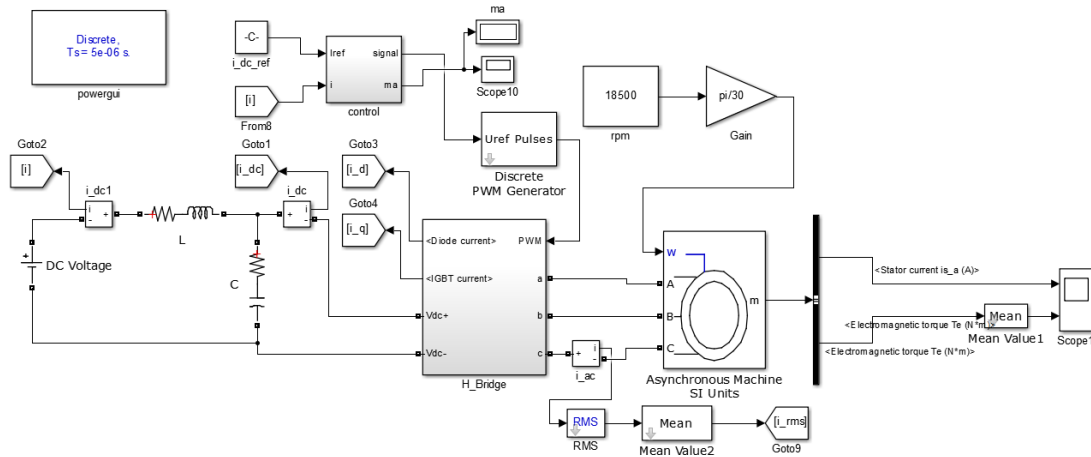 Discrete,
Ts = 5e-06 s.
powergui
-C-
i_dc_ref
[i]
From8
Iref
i
signal
ma
control
ma
Scope10
18500
rpm
pi/30
Gain
Uref Pulses
Discrete
PWM Generator
Goto2
[i]
i_dc1
+
i
-
L
Goto1
[i_dc]
i_dc
+
i
-
Goto3
[i_d]
Goto4
[i_q]
+
DC Voltage
C
<Diode current>
<IGBT current>
Vdc+
Vdc-
PWM
a
b
c
H_Bridge
+
i
-
i_ac
w
A
B
C
m
Asynchronous Machine
SI Units
<Stator current is_a (A)>
<Electromagnetic torque Te (N*m)>
<Electromagnetic torque Te (N*m)>
Mean
Mean Value1
Scope1
RMS
RMS
Mean
Mean Value2
[i_rms]
Goto9